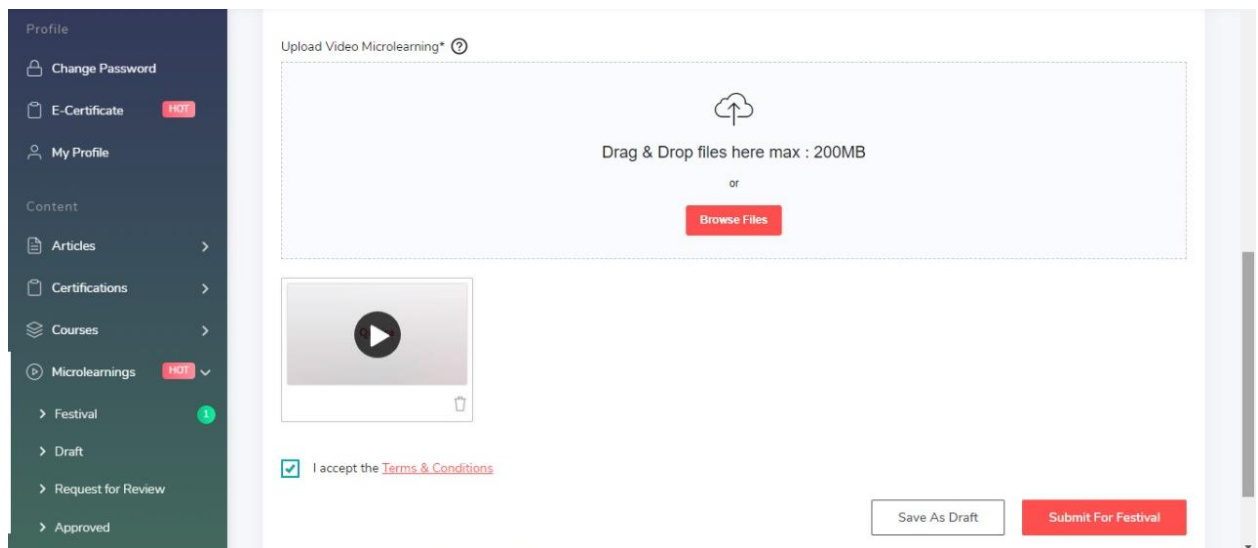 Profile
Change Password
E-Certificate HOT
My Profile
Content
Articles
Certifications
Courses
Microlearnings HOT
Festival 1
Draft
Request for Review
Approved
Upload Video Microlearning*
Drag & Drop files here max : 200MB
or
Browse Files
I accept the Terms & Conditions
Save As Draft
Submit For Festival